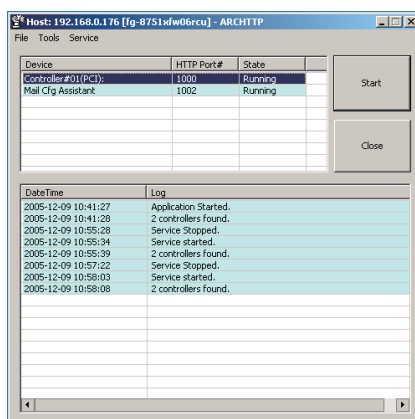 Host: 192.168.0.176 [fg-8751xfw06rcu] - ARCHTTP
File Tools Service
Device HTTP Port# State
Controller#01(PCI): 1000 Running
Mail Cfg Assistant 1002 Running
Start
Close
DateTime Log
2005-12-09 10:41:27 Application Started.
2005-12-09 10:41:28 2 controllers found.
2005-12-09 10:55:28 Service Stopped.
2005-12-09 10:55:34 Service started.
2005-12-09 10:55:39 2 controllers found.
2005-12-09 10:57:22 Service Stopped.
2005-12-09 10:58:03 Service started.
2005-12-09 10:58:08 2 controllers found.